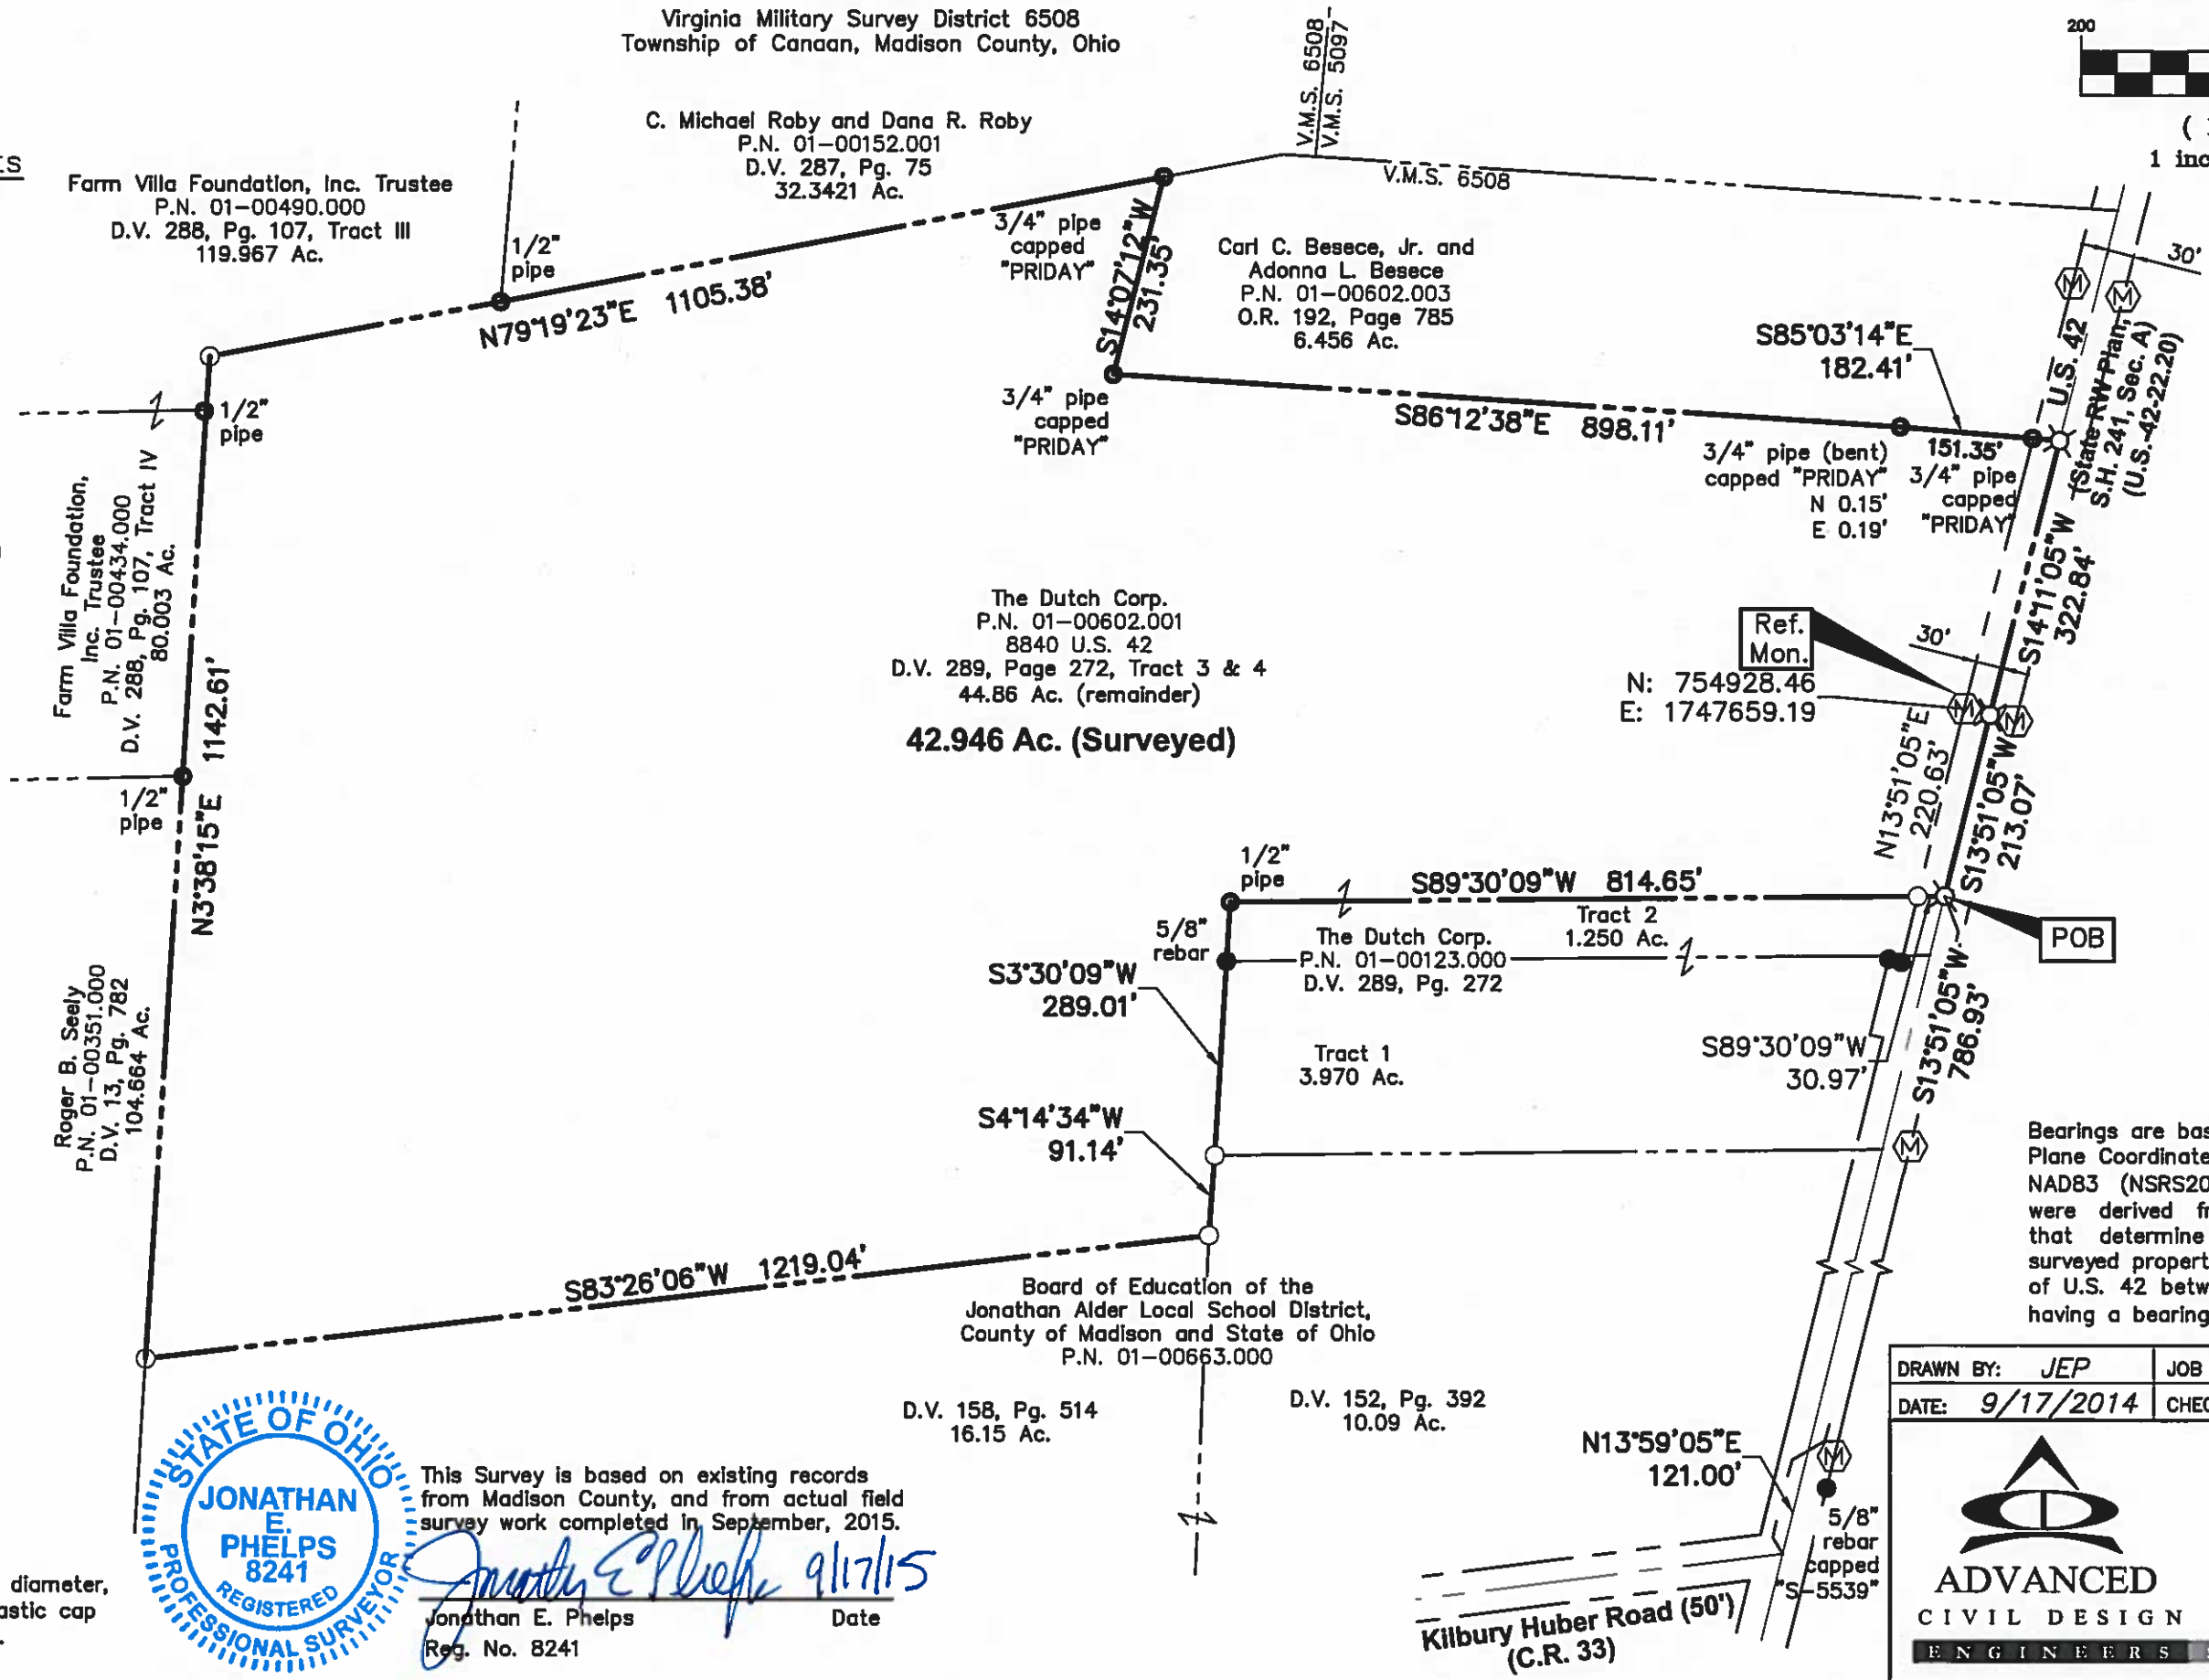 Virginia Military Survey District 6508
Township of Canaan, Madison County, Ohio
V.M.S. 6508
V.M.S. 5097
200
1 inc
ES
C. Michael Roby and Dana R. Roby
P.N. 01-00152.001
D.V. 287, Pg. 75
32.3421 Ac.
Farm Villa Foundation, Inc. Trustee
P.N. 01-00490.000
D.V. 288, Pg. 107, Tract III
119.967 Ac.
1/2"
pipe
N79°19'23"E 1105.38'
3/4" pipe
capped
"PRIDAY"
S14°07'12"W
231.35'
V.M.S. 6508
Carl C. Besece, Jr. and
Adonna L. Besece
P.N. 01-00602.003
O.R. 192, Page 785
6.456 Ac.
30'
U.S. 42
(State RW Plan,
S.H. 241, Sec. A)
(U.S.-42-22.20)
S85°03'14"E
182.41'
3/4" pipe
capped
"PRIDAY"
S86°12'38"E 898.11'
3/4" pipe (bent)
capped "PRIDAY"
N 0.15'
E 0.19'
151.35'
3/4" pipe
capped
"PRIDAY"
1/2"
pipe
Farm Villa Foundation,
Inc. Trustee
P.N. 01-00434.000
D.V. 288, Pg. 107, Tract IV
80.003 Ac.
The Dutch Corp.
P.N. 01-00602.001
8840 U.S. 42
D.V. 289, Page 272, Tract 3 & 4
44.86 Ac. (remainder)
42.946 Ac. (Surveyed)
S14°11'05"W
322.84'
Ref.
Mon.
30'
N: 754928.46
E: 1747659.19
M
M
M
M
N13°51'05"E
220.63'
S13°51'05"W
213.07'
1/2"
pipe
N3°38'15"E 1142.61'
1/2"
pipe
S89°30'09"W 814.65'
Tract 2
1.250 Ac.
POB
5/8"
rebar
The Dutch Corp.
P.N. 01-00123.000
D.V. 289, Pg. 272
S3°30'09"W
289.01'
S89°30'09"W
30.97'
S13°51'05"W
786.93'
Roger B. Seely
P.N. 01-00351.000
D.V. 13, Pg. 782
104.664 Ac.
Tract 1
3.970 Ac.
S4°14'34"W
91.14'
M
Bearings are bas
Plane Coordinate
NAD83 (NSRS20
were derived fr
that determine
surveyed propert
of U.S. 42 betw
having a bearing
S83°26'06"W 1219.04'
Board of Education of the
Jonathan Alder Local School District,
County of Madison and State of Ohio
P.N. 01-00663.000
D.V. 158, Pg. 514
16.15 Ac.
D.V. 152, Pg. 392
10.09 Ac.
N13°59'05"E
121.00'
M
5/8"
rebar
capped
"S-5539"
Kilbury Huber Road (50')
(C.R. 33)
DRAWN BY: JEP
JOB
DATE: 9/17/2014
CHEC
ADVANCED
CIVIL DESIGN
ENGINEERS
STATE OF OHIO
JONATHAN
E.
PHELPS
8241
REGISTERED
PROFESSIONAL SURVEYOR
This Survey is based on existing records
from Madison County, and from actual field
survey work completed in September, 2015.
Jonathan E Phelps 9/17/15
Jonathan E. Phelps Date
Reg. No. 8241
diameter,
astic cap